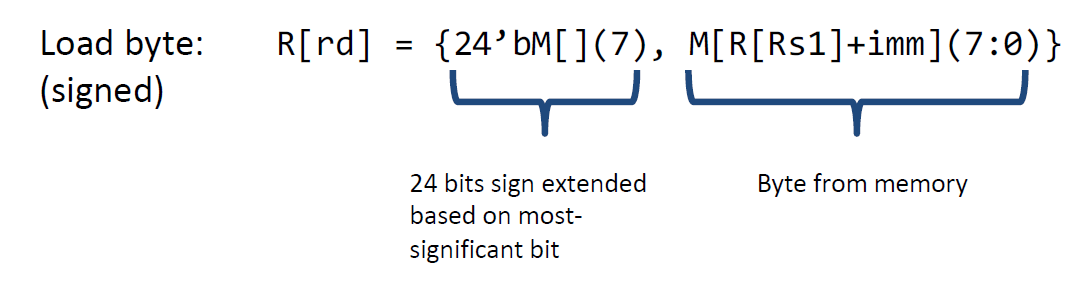 Load byte: R[rd] = {24’bM[](7), M[R[Rs1]+imm](7:0)}
(signed)
24 bits sign extended
based on most-
significant bit
Byte from memory